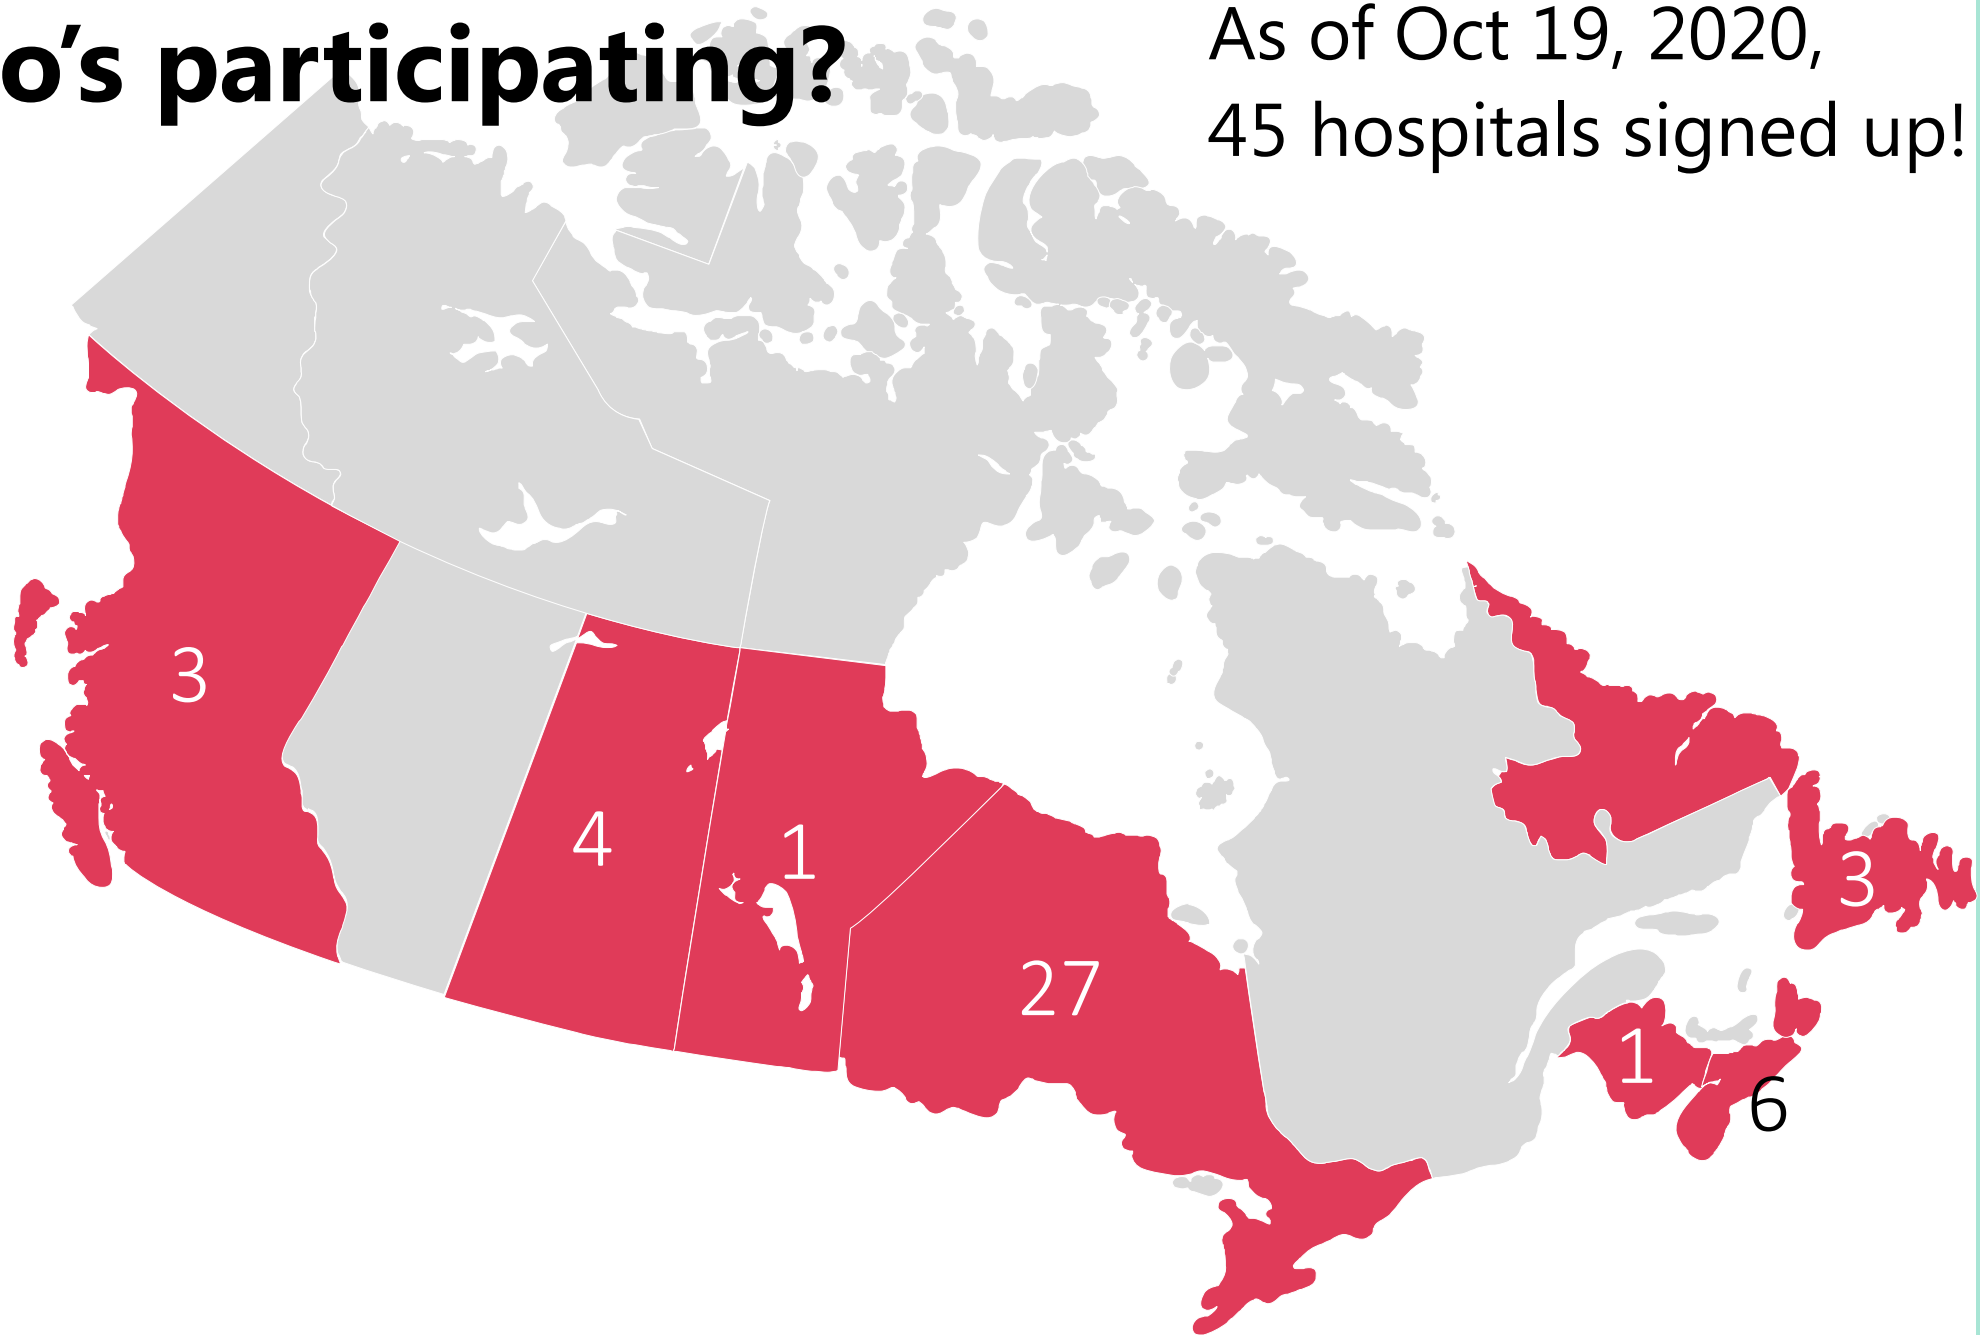 o’s participating?
As of Oct 19, 2020,
45 hospitals signed up!
3
4
1
27
3
1
6